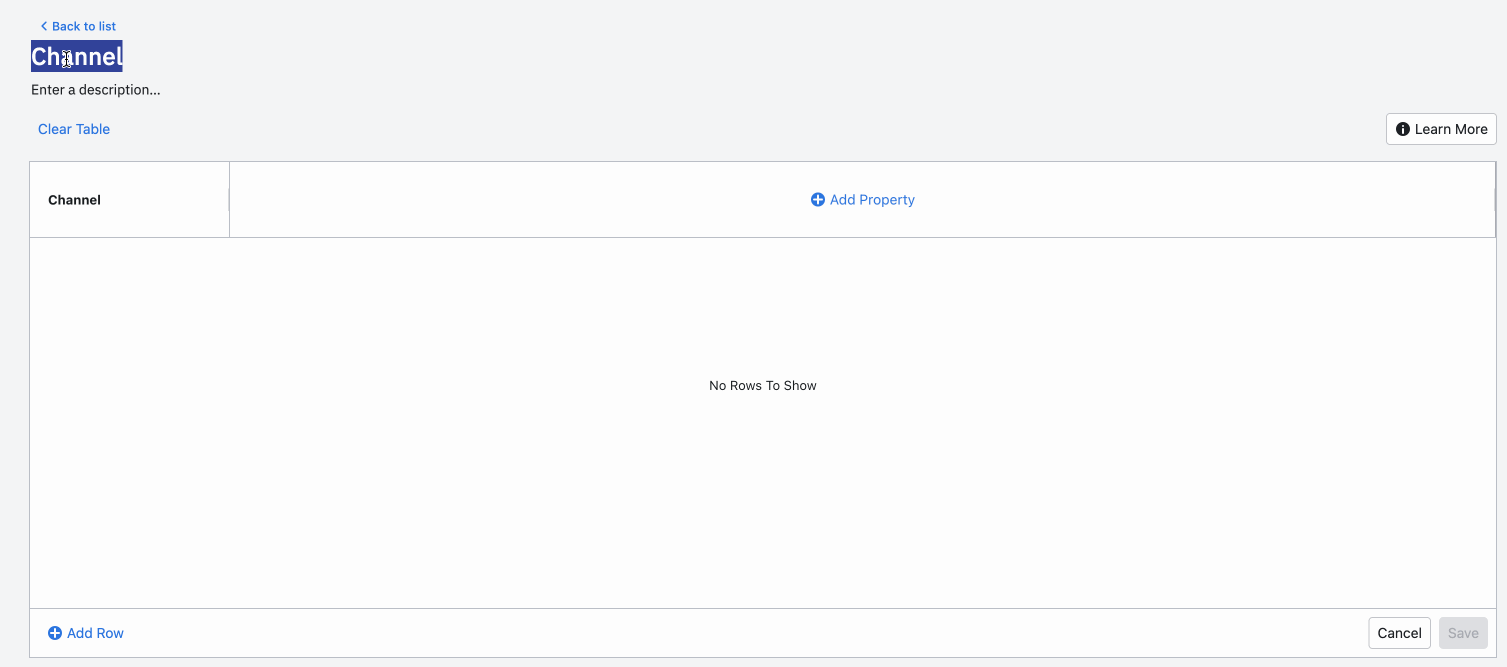 Back to list
Channel
Enter a description...
Clear Table
Learn More
Channel
Add Property
No Rows To Show
Add Row
Cancel
Save